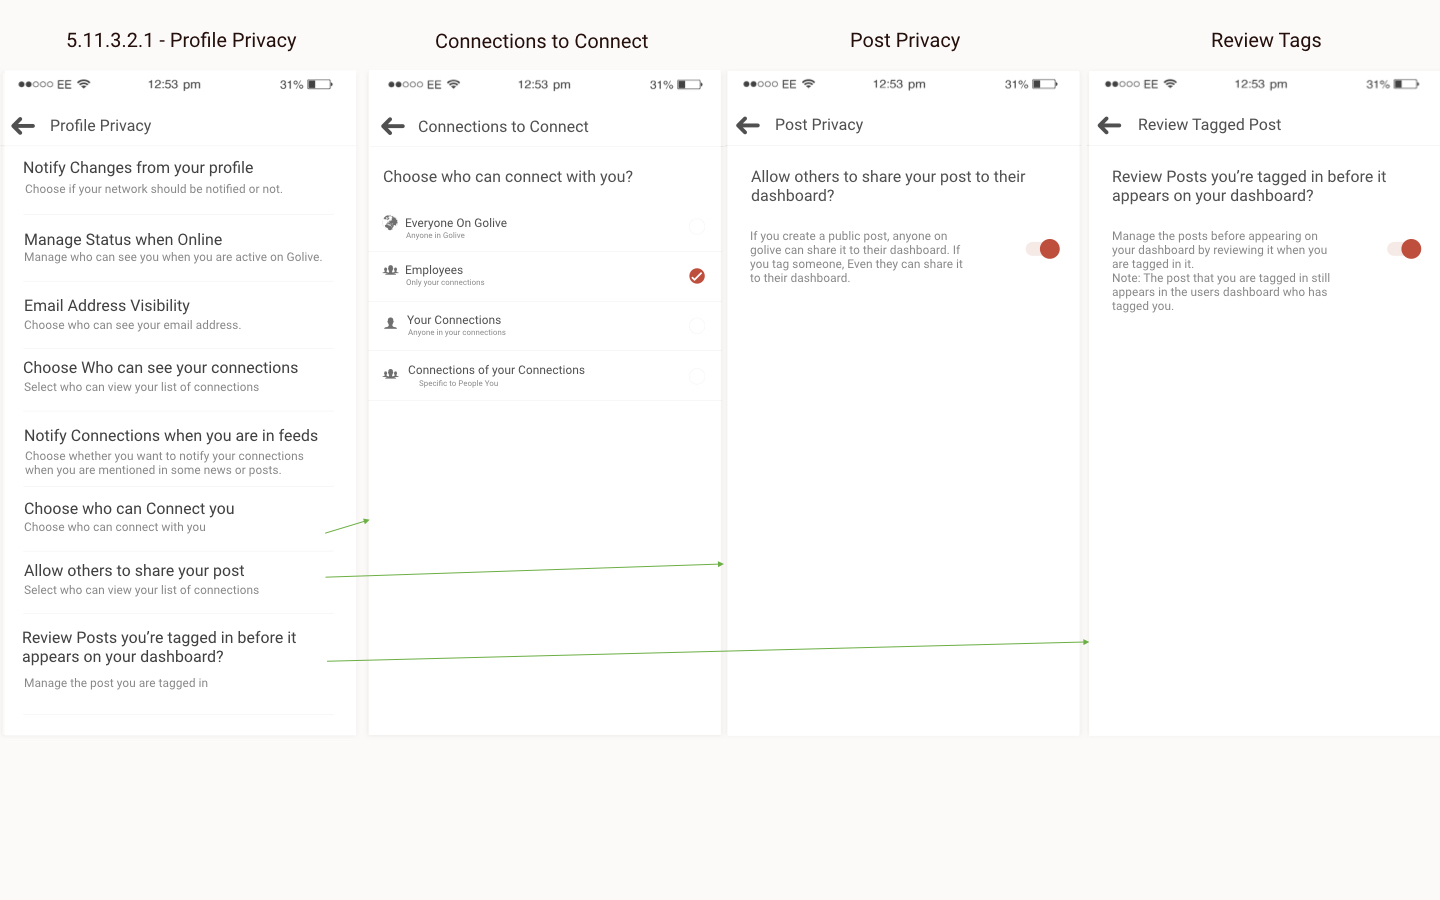 5.11.3.2.1 - Profile Privacy
●●○○○ EE 12:53 pm 31%
Profile Privacy
Notify Changes from your profile
Choose if your network should be notified or not.
Manage Status when Online
Manage who can see you when you are active on Golive.
Email Address Visibility
Choose who can see your email address.
Choose Who can see your connections
Select who can view your list of connections
Notify Connections when you are in feeds
Choose whether you want to notify your connections
when you are mentioned in some news or posts.
Choose who can Connect you
Choose who can connect with you
Allow others to share your post
Select who can view your list of connections
Review Posts you’re tagged in before it
appears on your dashboard?
Manage the post you are tagged in
Connections to Connect
●●○○○ EE 12:53 pm 31%
Connections to Connect
Choose who can connect with you?
Everyone On Golive
Anyone in Golive
Employees
Only your connections
Your Connections
Anyone in your connections
Connections of your Connections
Specific to People You
Post Privacy
●●○○○ EE 12:53 pm 31%
Post Privacy
Allow others to share your post to their
dashboard?
If you create a public post, anyone on
golive can share it to their dashboard. If
you tag someone, Even they can share it
to their dashboard.
Review Tags
●●○○○ EE 12:53 pm 31%
Review Tagged Post
Review Posts you’re tagged in before it
appears on your dashboard?
Manage the posts before appearing on
your dashboard by reviewing it when you
are tagged in it.
Note: The post that you are tagged in still
appears in the users dashboard who has
tagged you.